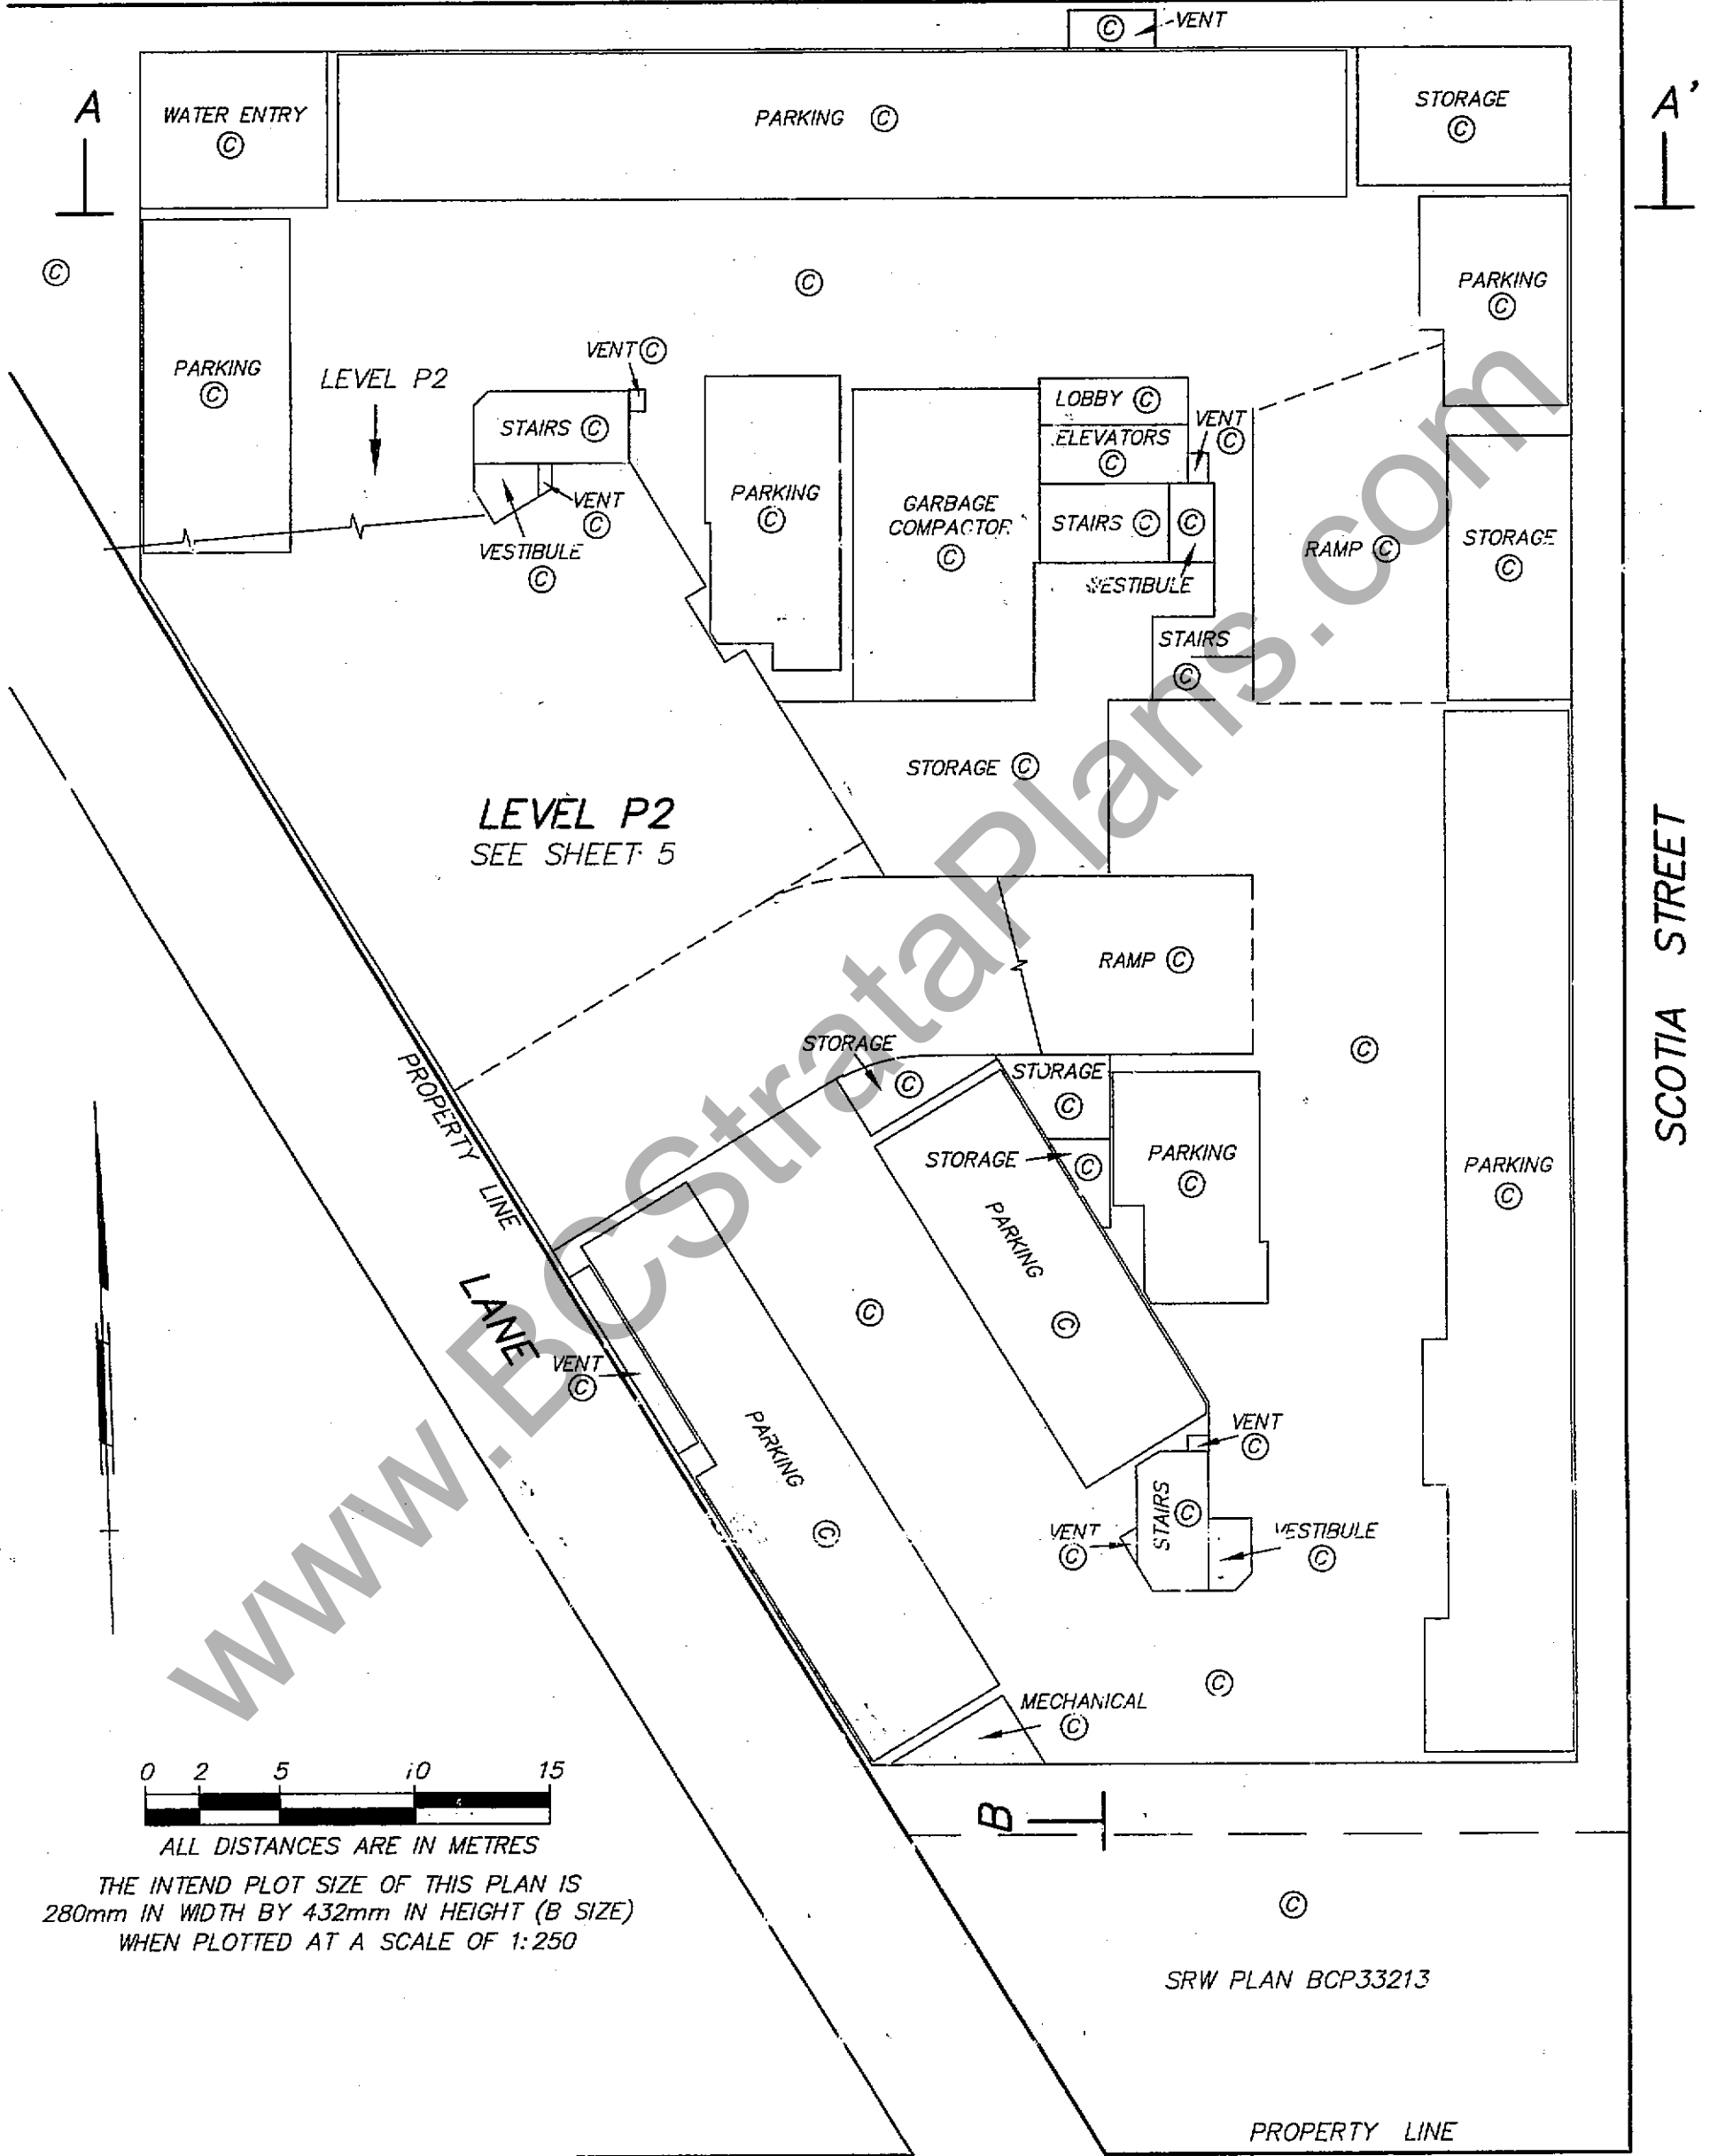 Ⓒ VENT
A
WATER ENTRY
Ⓒ
PARKING Ⓒ
STORAGE
Ⓒ
A'
Ⓒ
Ⓒ
PARKING
Ⓒ
PARKING
Ⓒ
LEVEL P2
VENT Ⓒ
STAIRS Ⓒ
VENT
Ⓒ
VESTIBULE
Ⓒ
PARKING
Ⓒ
GARBAGE
COMPACTOR
Ⓒ
LOBBY Ⓒ
ELEVATORS
Ⓒ
VENT
Ⓒ
STAIRS Ⓒ
Ⓒ
VESTIBULE
STAIRS
Ⓒ
RAMP Ⓒ
STORAGE
Ⓒ
STORAGE Ⓒ
LEVEL P2
SEE SHEET 5
SCOTIA STREET
RAMP Ⓒ
Ⓒ
STORAGE
Ⓒ
STORAGE
Ⓒ
STORAGE
Ⓒ
PARKING
Ⓒ
PARKING
Ⓒ
PROPERTY LINE
PARKING
Ⓒ
LANE
Ⓒ
VENT
Ⓒ
PARKING
Ⓒ
VENT
Ⓒ
STAIRS Ⓒ
VENT
Ⓒ
VESTIBULE
Ⓒ
Ⓒ
MECHANICAL
Ⓒ
0 2 5 10 15
ALL DISTANCES ARE IN METRES
THE INTEND PLOT SIZE OF THIS PLAN IS
280mm IN WIDTH BY 432mm IN HEIGHT (B SIZE)
WHEN PLOTTED AT A SCALE OF 1:250
B
Ⓒ
SRW PLAN BCP33213
PROPERTY LINE
www.BCStrataPlans.com